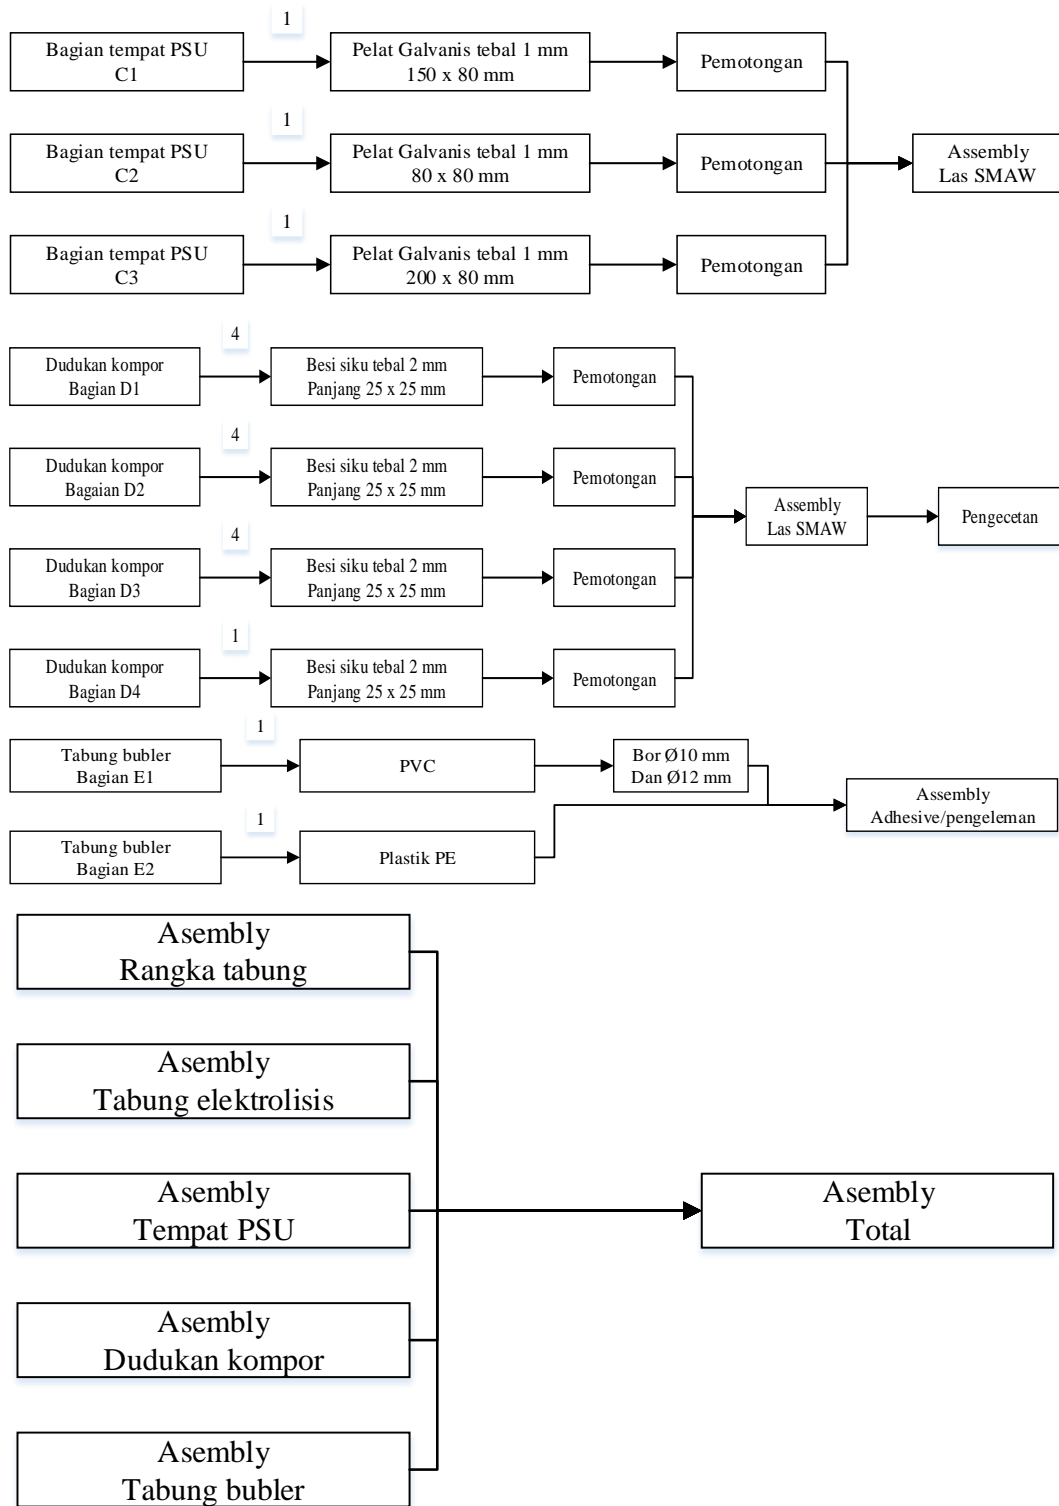 1
Bagian tempat PSU
C1
Pelat Galvanis tebal 1 mm
150 x 80 mm
Pemotongan
1
Bagian tempat PSU
C2
Pelat Galvanis tebal 1 mm
80 x 80 mm
Pemotongan
Assembly
Las SMAW
1
Bagian tempat PSU
C3
Pelat Galvanis tebal 1 mm
200 x 80 mm
Pemotongan
4
Dudukan kompor
Bagian D1
Besi siku tebal 2 mm
Panjang 25 x 25 mm
Pemotongan
4
Dudukan kompor
Bagaian D2
Besi siku tebal 2 mm
Panjang 25 x 25 mm
Pemotongan
Assembly
Las SMAW
Pengecetan
4
Dudukan kompor
Bagian D3
Besi siku tebal 2 mm
Panjang 25 x 25 mm
Pemotongan
1
Dudukan kompor
Bagian D4
Besi siku tebal 2 mm
Panjang 25 x 25 mm
Pemotongan
1
Tabung bubler
Bagian E1
PVC
Bor Ø10 mm
Dan Ø12 mm
Assembly
Adhesive/pengeleman
1
Tabung bubler
Bagian E2
Plastik PE
Asembly
Rangka tabung
Asembly
Tabung elektrolisis
Asembly
Tempat PSU
Asembly
Total
Asembly
Dudukan kompor
Asembly
Tabung bubler